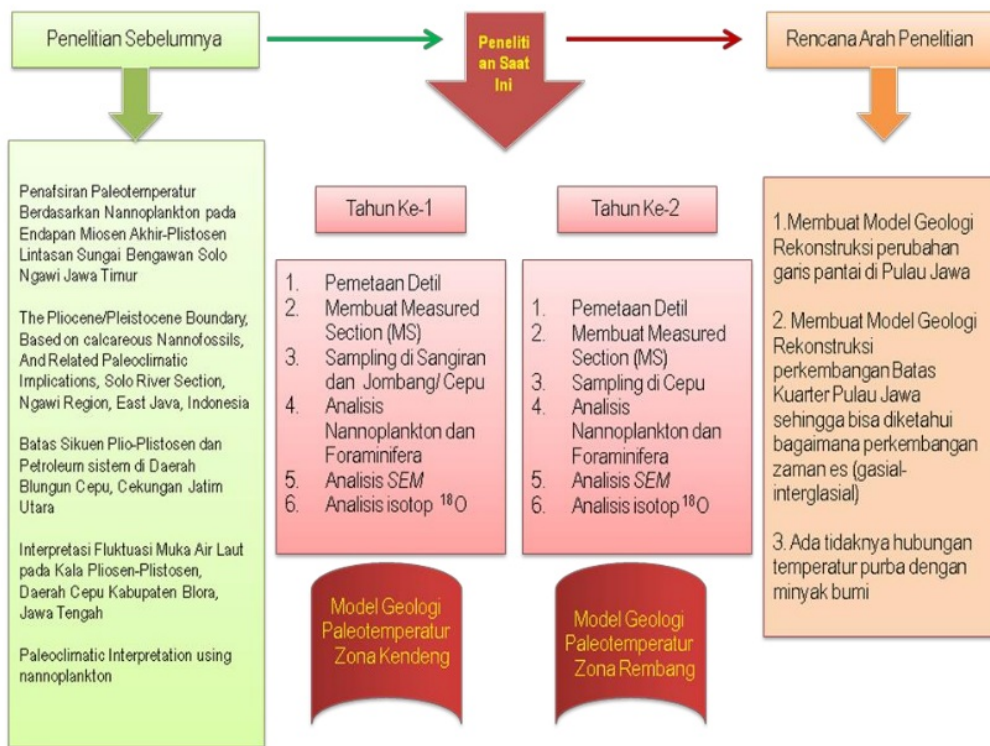 Penelitian Sebelumnya
Peneliti
an Saat
Ini
Rencana Arah Penelitian
Penafsiran Paleotemperatur
Berdasarkan Nannoplankton pada
Endapan Miosen Akhir-Plistosen
Lintasan Sungai Bengawan Solo
Ngawi Jawa Timur
The Pliocene/Pleistocene Boundary,
Based on calcareous Nannofossils,
And Related Paleoclimatic
Implications, Solo River Section,
Ngawi Region, East Java, Indonesia
Batas Sikuen Plio-Plistosen dan
Petroleum sistem di Daerah
Blungun Cepu, Cekungan Jatim
Utara
Interpretasi Fluktuasi Muka Air Laut
pada Kala Pliosen-Plistosen,
Daerah Cepu Kabupaten Blora,
Jawa Tengah
Paleoclimatic Interpretation using
nannoplankton
Tahun Ke-1
1. Pemetaan Detil
2. Membuat Measured
Section (MS)
3. Sampling di Sangiran
dan Jombang/ Cepu
4. Analisis
Nannoplankton dan
Foraminifera
5. Analisis SEM
6. Analisis isotop ¹⁸O
Model Geologi
Paleotemperatur
Zona Kendeng
Tahun Ke-2
1. Pemetaan Detil
2. Membuat Measured
Section (MS)
3. Sampling di Cepu
4. Analisis
Nannoplankton dan
Foraminifera
5. Analisis SEM
6. Analisis isotop ¹⁸O
Model Geologi
Paleotemperatur
Zona Rembang
1.Membuat Model Geologi
Rekonstruksi perubahan
garis pantai di Pulau Jawa
2. Membuat Model Geologi
Rekonstruksi
perkembangan Batas
Kuarter Pulau Jawa
sehingga bisa diketahui
bagaimana perkembangan
zaman es (gasial-
interglasial)
3. Ada tidaknya hubungan
temperatur purba dengan
minyak bumi